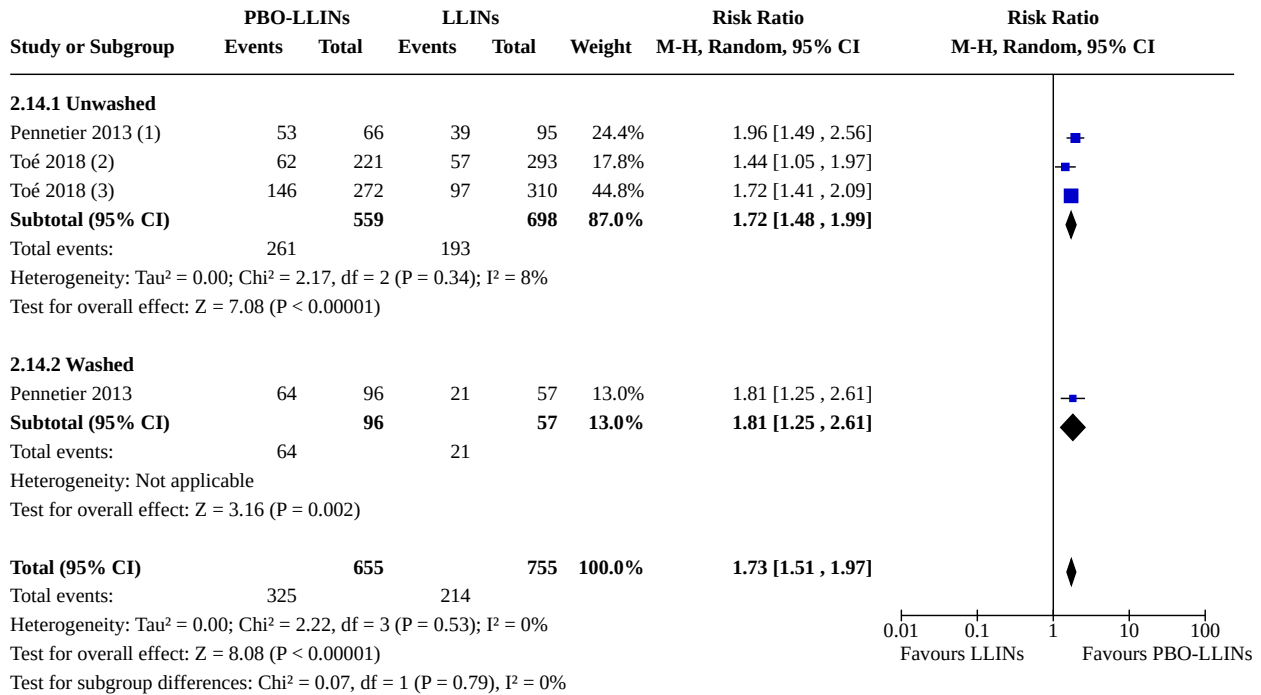 PBO-LLINs LLINs Risk Ratio Risk Ratio
Study or Subgroup Events Total Events Total Weight M-H, Random, 95% CI M-H, Random, 95% CI
2.14.1 Unwashed
Pennetier 2013 (1) 53 66 39 95 24.4% 1.96 [1.49 , 2.56]
Toé 2018 (2) 62 221 57 293 17.8% 1.44 [1.05 , 1.97]
Toé 2018 (3) 146 272 97 310 44.8% 1.72 [1.41 , 2.09]
Subtotal (95% CI) 559 698 87.0% 1.72 [1.48 , 1.99]
Total events: 261 193
Heterogeneity: Tau² = 0.00; Chi² = 2.17, df = 2 (P = 0.34); I² = 8%
Test for overall effect: Z = 7.08 (P < 0.00001)
2.14.2 Washed
Pennetier 2013 64 96 21 57 13.0% 1.81 [1.25 , 2.61]
Subtotal (95% CI) 96 57 13.0% 1.81 [1.25 , 2.61]
Total events: 64 21
Heterogeneity: Not applicable
Test for overall effect: Z = 3.16 (P = 0.002)
Total (95% CI) 655 755 100.0% 1.73 [1.51 , 1.97]
Total events: 325 214
Heterogeneity: Tau² = 0.00; Chi² = 2.22, df = 3 (P = 0.53); I² = 0%
0.01 0.1 1 10 100
Test for overall effect: Z = 8.08 (P < 0.00001)
Favours LLINs Favours PBO-LLINs
Test for subgroup differences: Chi² = 0.07, df = 1 (P = 0.79), I² = 0%